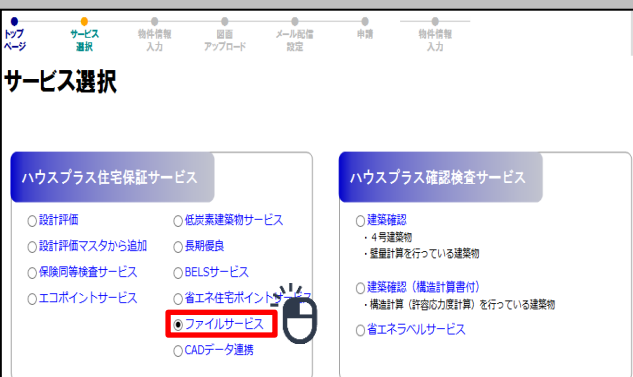 トップ
ページ
サービス
選択
物件情報
入力
図面
アップロード
メール配信
設定
申請
物件情報
入力
サービス選択
ハウスプラス住宅保証サービス
設計評価
低炭素建築物サービス
設計評価マスタから追加
長期優良
保険同等検査サービス
BELSサービス
エコポイントサービス
省エネ住宅ポイントサービス
ファイルサービス
CADデータ連携
ハウスプラス確認検査サービス
建築確認
・4号建築物
・壁量計算を行っている建築物
建築確認（構造計算書付）
・構造計算（許容応力度計算）を行っている建築物
省エネラベルサービス